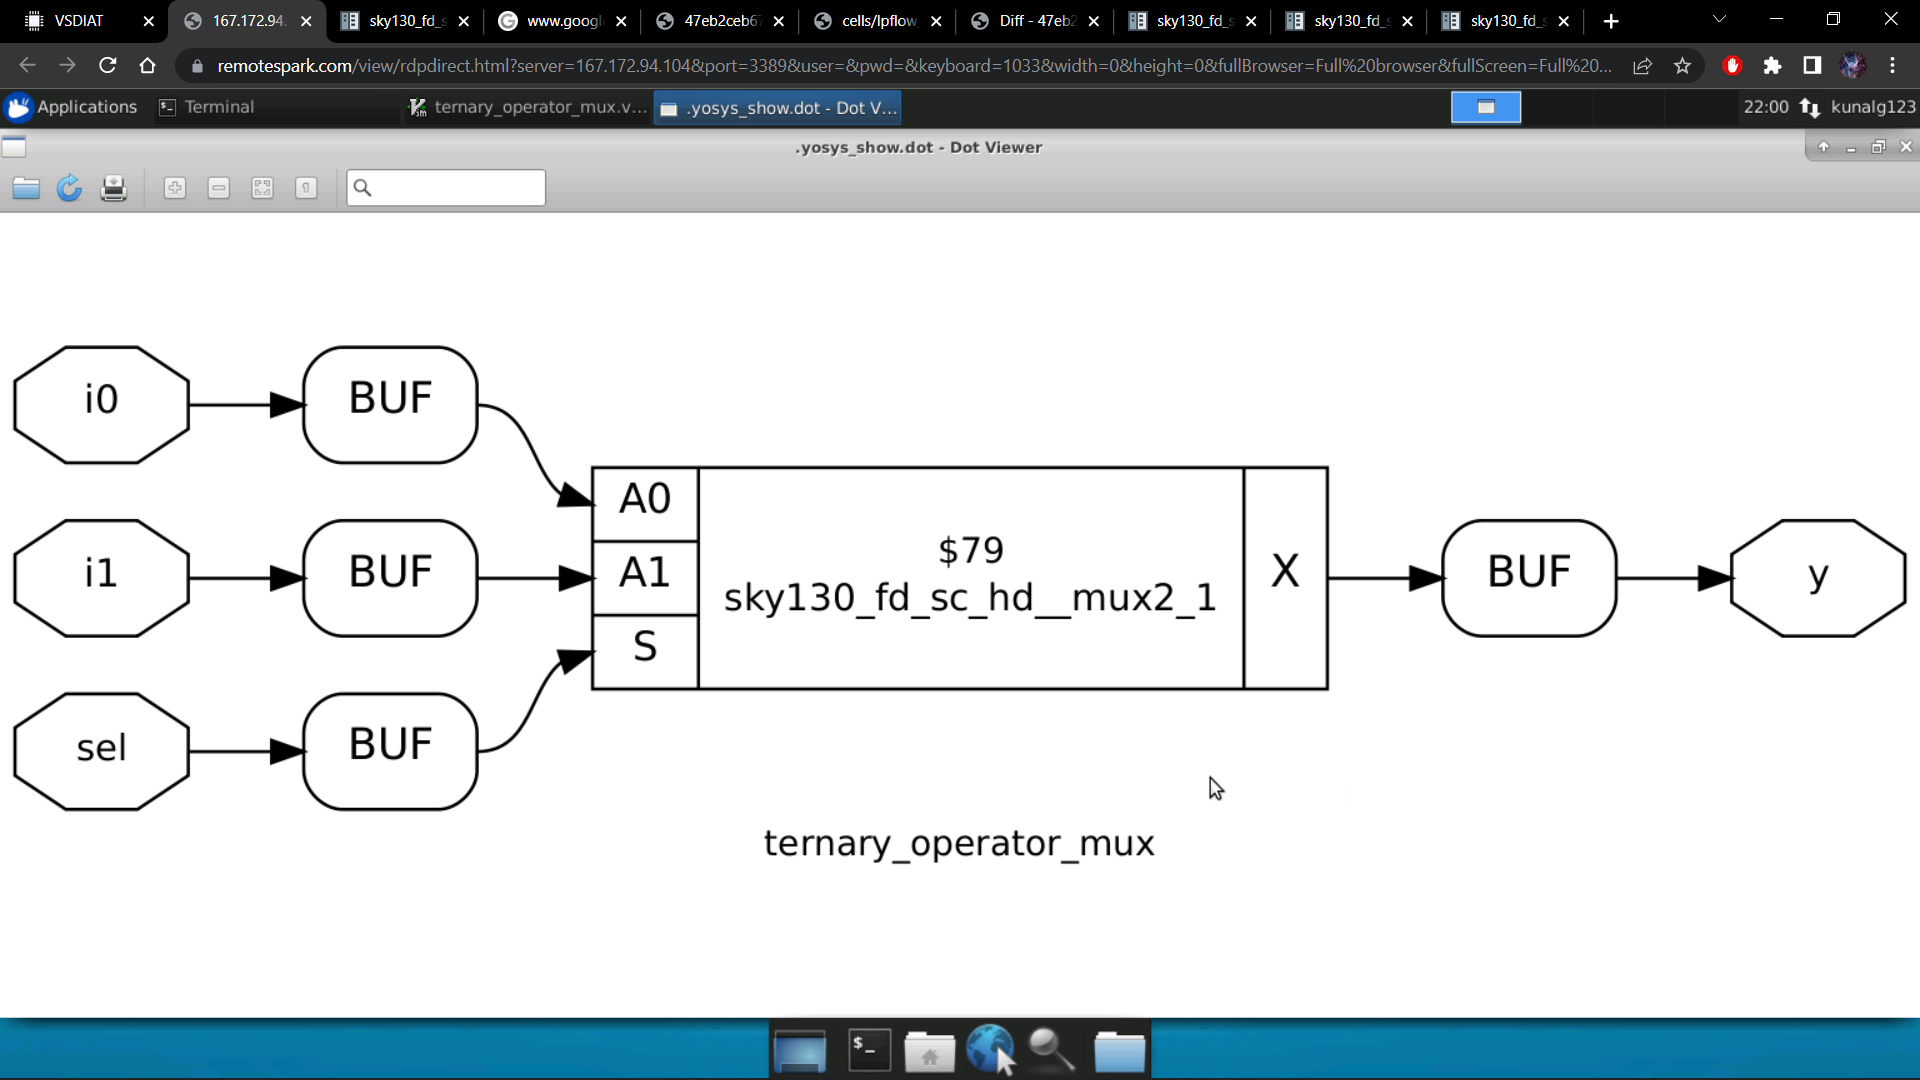 VSDIAT
167.172.94.
sky130_fd_s
www.googl
47eb2ceb67
cells/lpflow
Diff - 47eb2
sky130_fd_s
sky130_fd_s
sky130_fd_s
remotespark.com/view/rdpdirect.html?server=167.172.94.104&port=3389&user=&pwd=&keyboard=1033&width=0&height=0&fullBrowser=Full%20browser&fullScreen=Full%20...
Applications
Terminal
ternary_operator_mux.v...
.yosys_show.dot - Dot V...
22:00
kunalg123
.yosys_show.dot - Dot Viewer
i0
BUF
A0
i1
BUF
A1
$79
sky130_fd_sc_hd__mux2_1
X
BUF
y
S
sel
BUF
ternary_operator_mux
$_